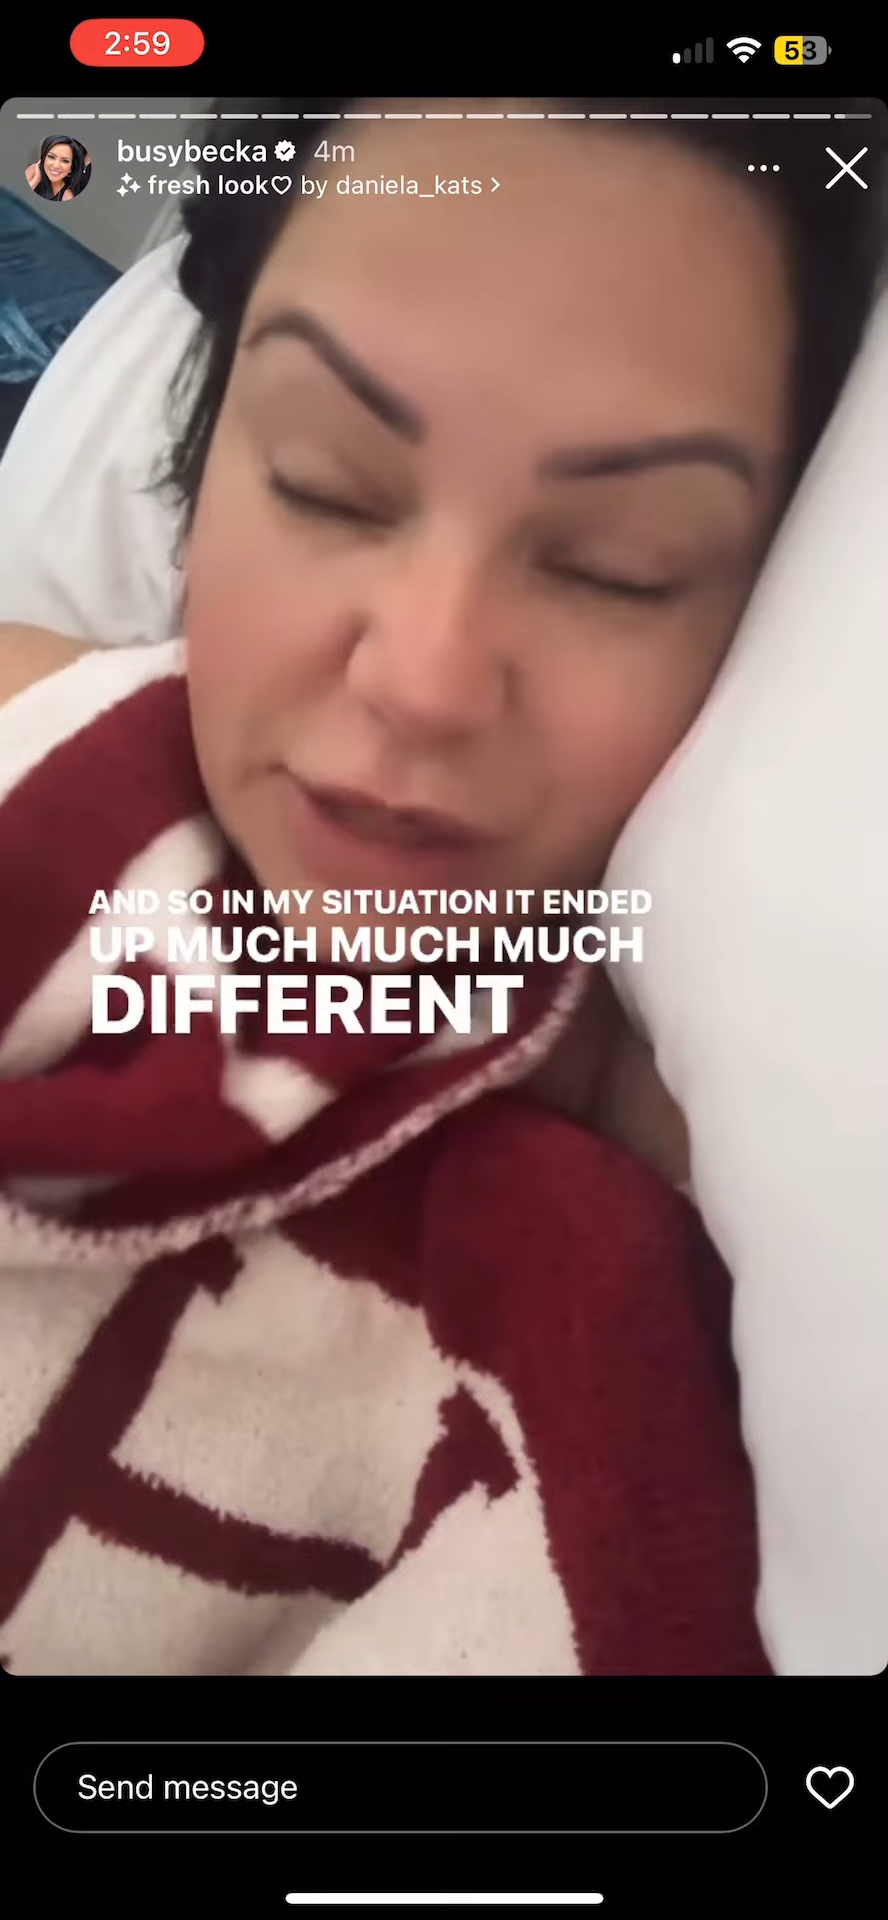 2:59
53
busybecka 4m
fresh look♡ by daniela_kats >
AND SO IN MY SITUATION IT ENDED
UP MUCH MUCH MUCH
DIFFERENT
Send message